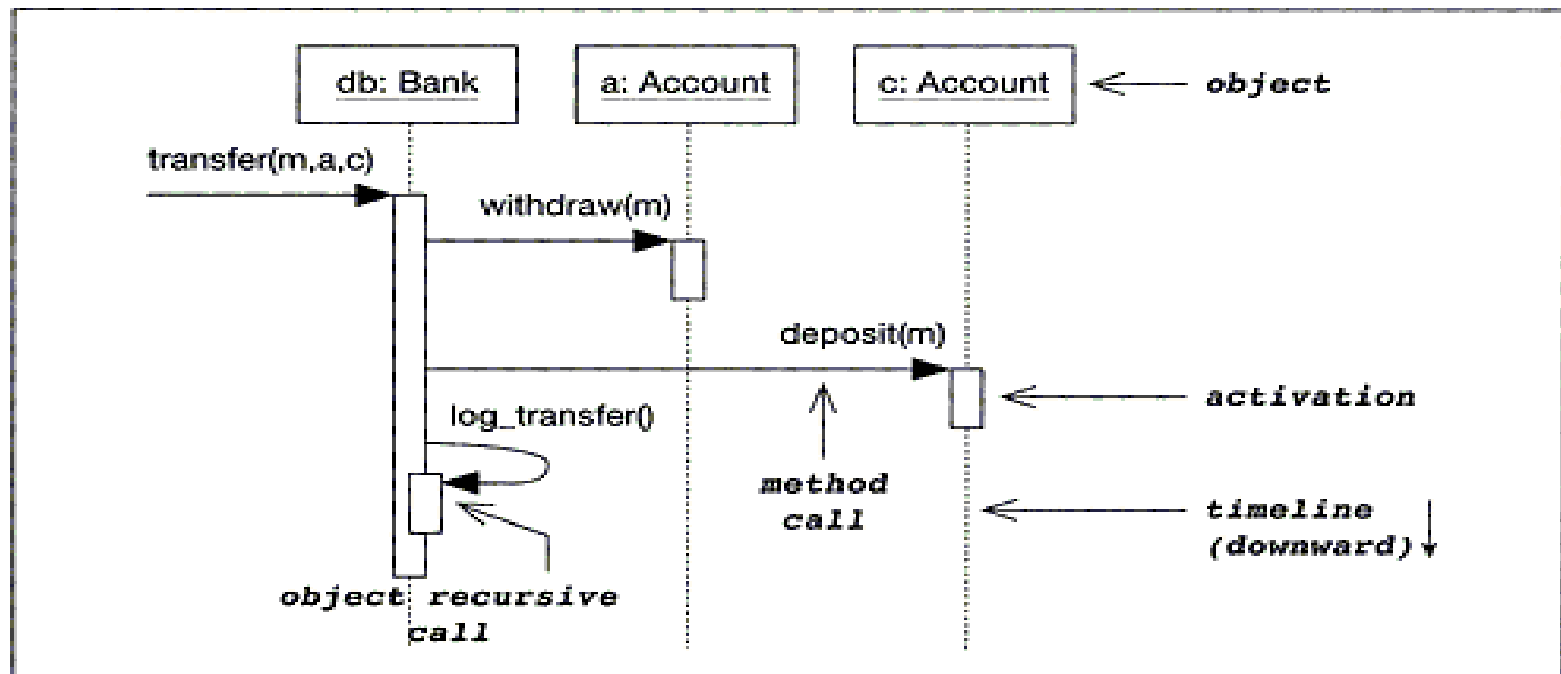 db: Bank
a: Account
c: Account
object
transfer(m,a,c)
withdraw(m)
deposit(m)
activation
log_transfer()
method
call
timeline
(downward)
object recursive
call